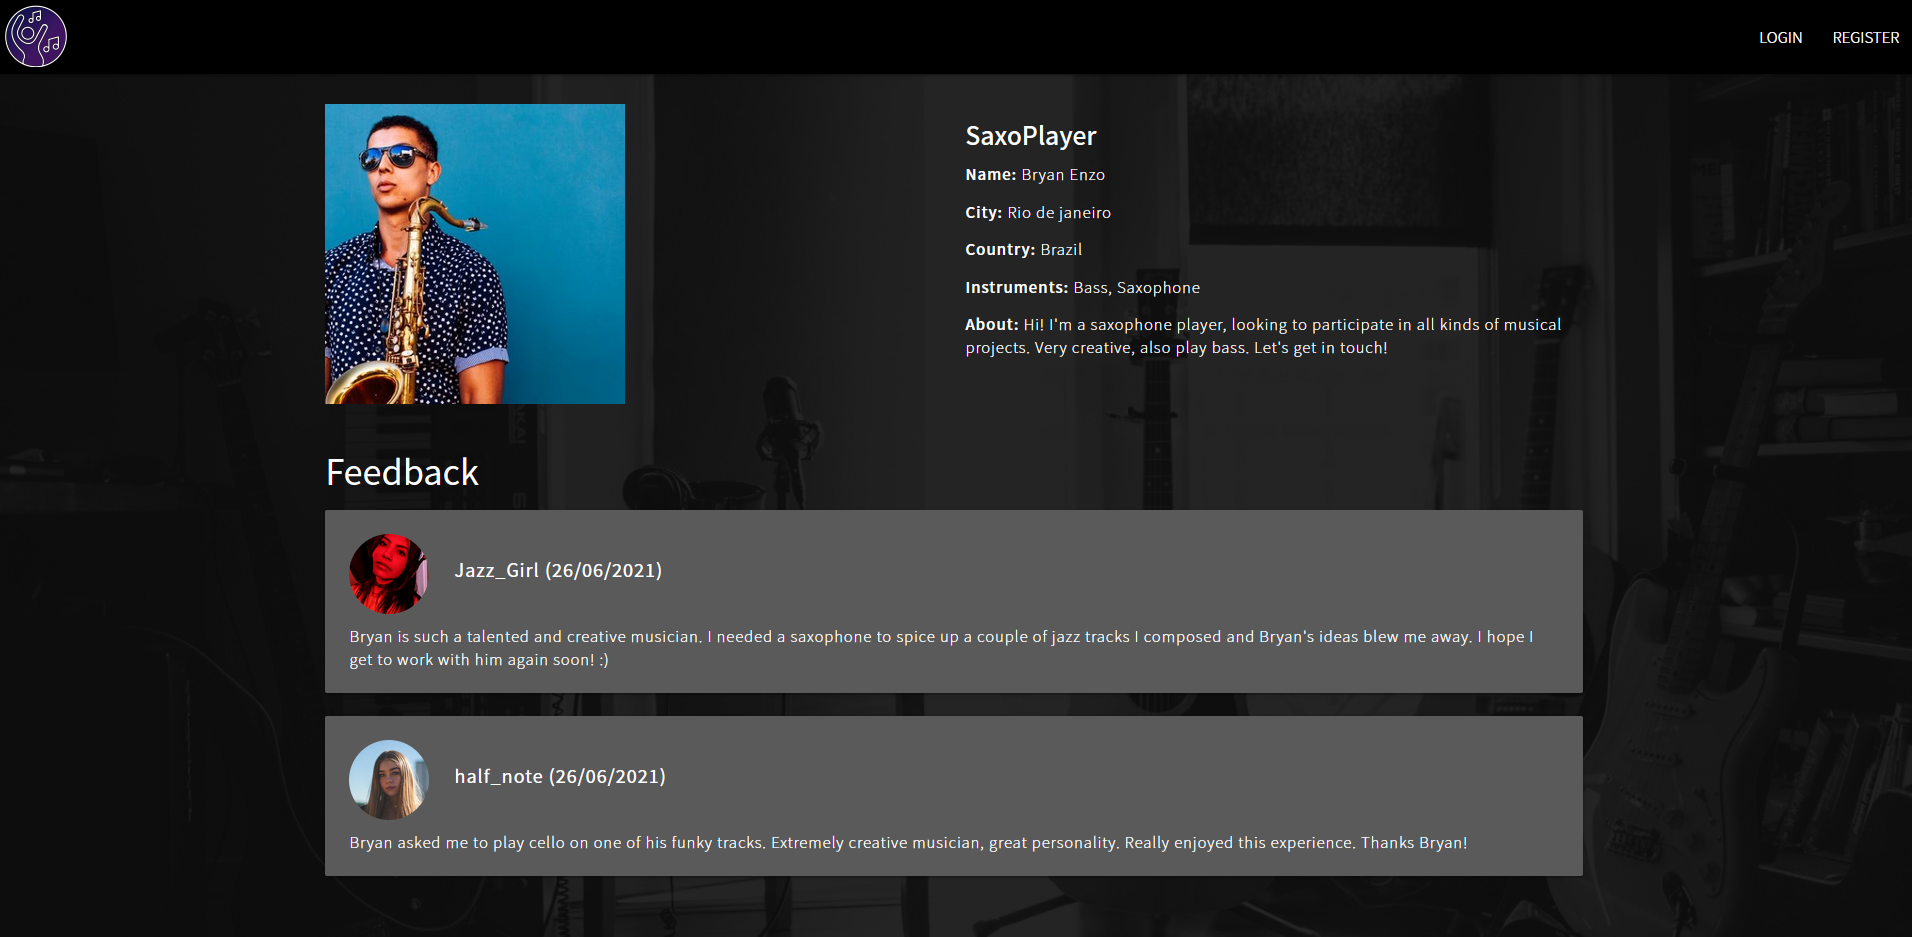 LOGIN REGISTER
SaxoPlayer
Name: Bryan Enzo
City: Rio de janeiro
Country: Brazil
Instruments: Bass, Saxophone
About: Hi! I'm a saxophone player, looking to participate in all kinds of musical
projects. Very creative, also play bass. Let's get in touch!
Feedback
Jazz_Girl (26/06/2021)
Bryan is such a talented and creative musician. I needed a saxophone to spice up a couple of jazz tracks I composed and Bryan's ideas blew me away. I hope I
get to work with him again soon! :)
half_note (26/06/2021)
Bryan asked me to play cello on one of his funky tracks. Extremely creative musician, great personality. Really enjoyed this experience. Thanks Bryan!